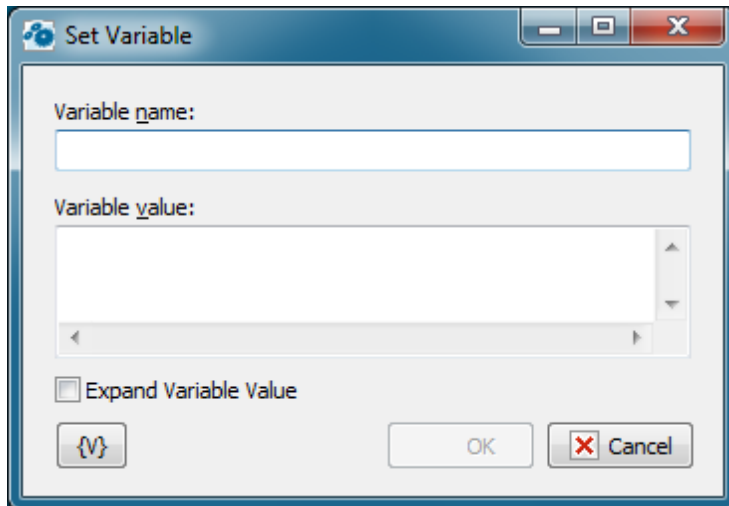 Set Variable
Variable name:
Variable value:
Expand Variable Value
{V} OK Cancel